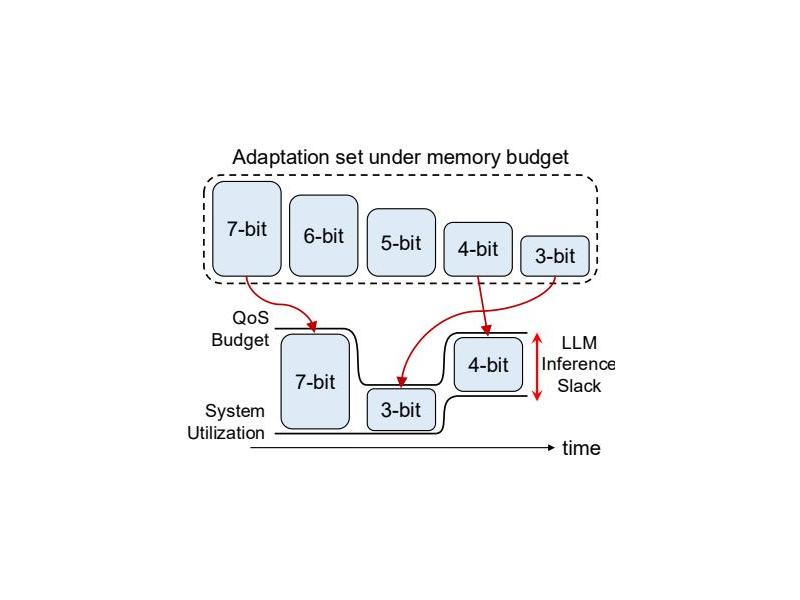 Adaptation set under memory budget
7-bit
6-bit
5-bit
4-bit
3-bit
QoS
Budget
7-bit
3-bit
4-bit
LLM
Inference
Slack
System
Utilization
time